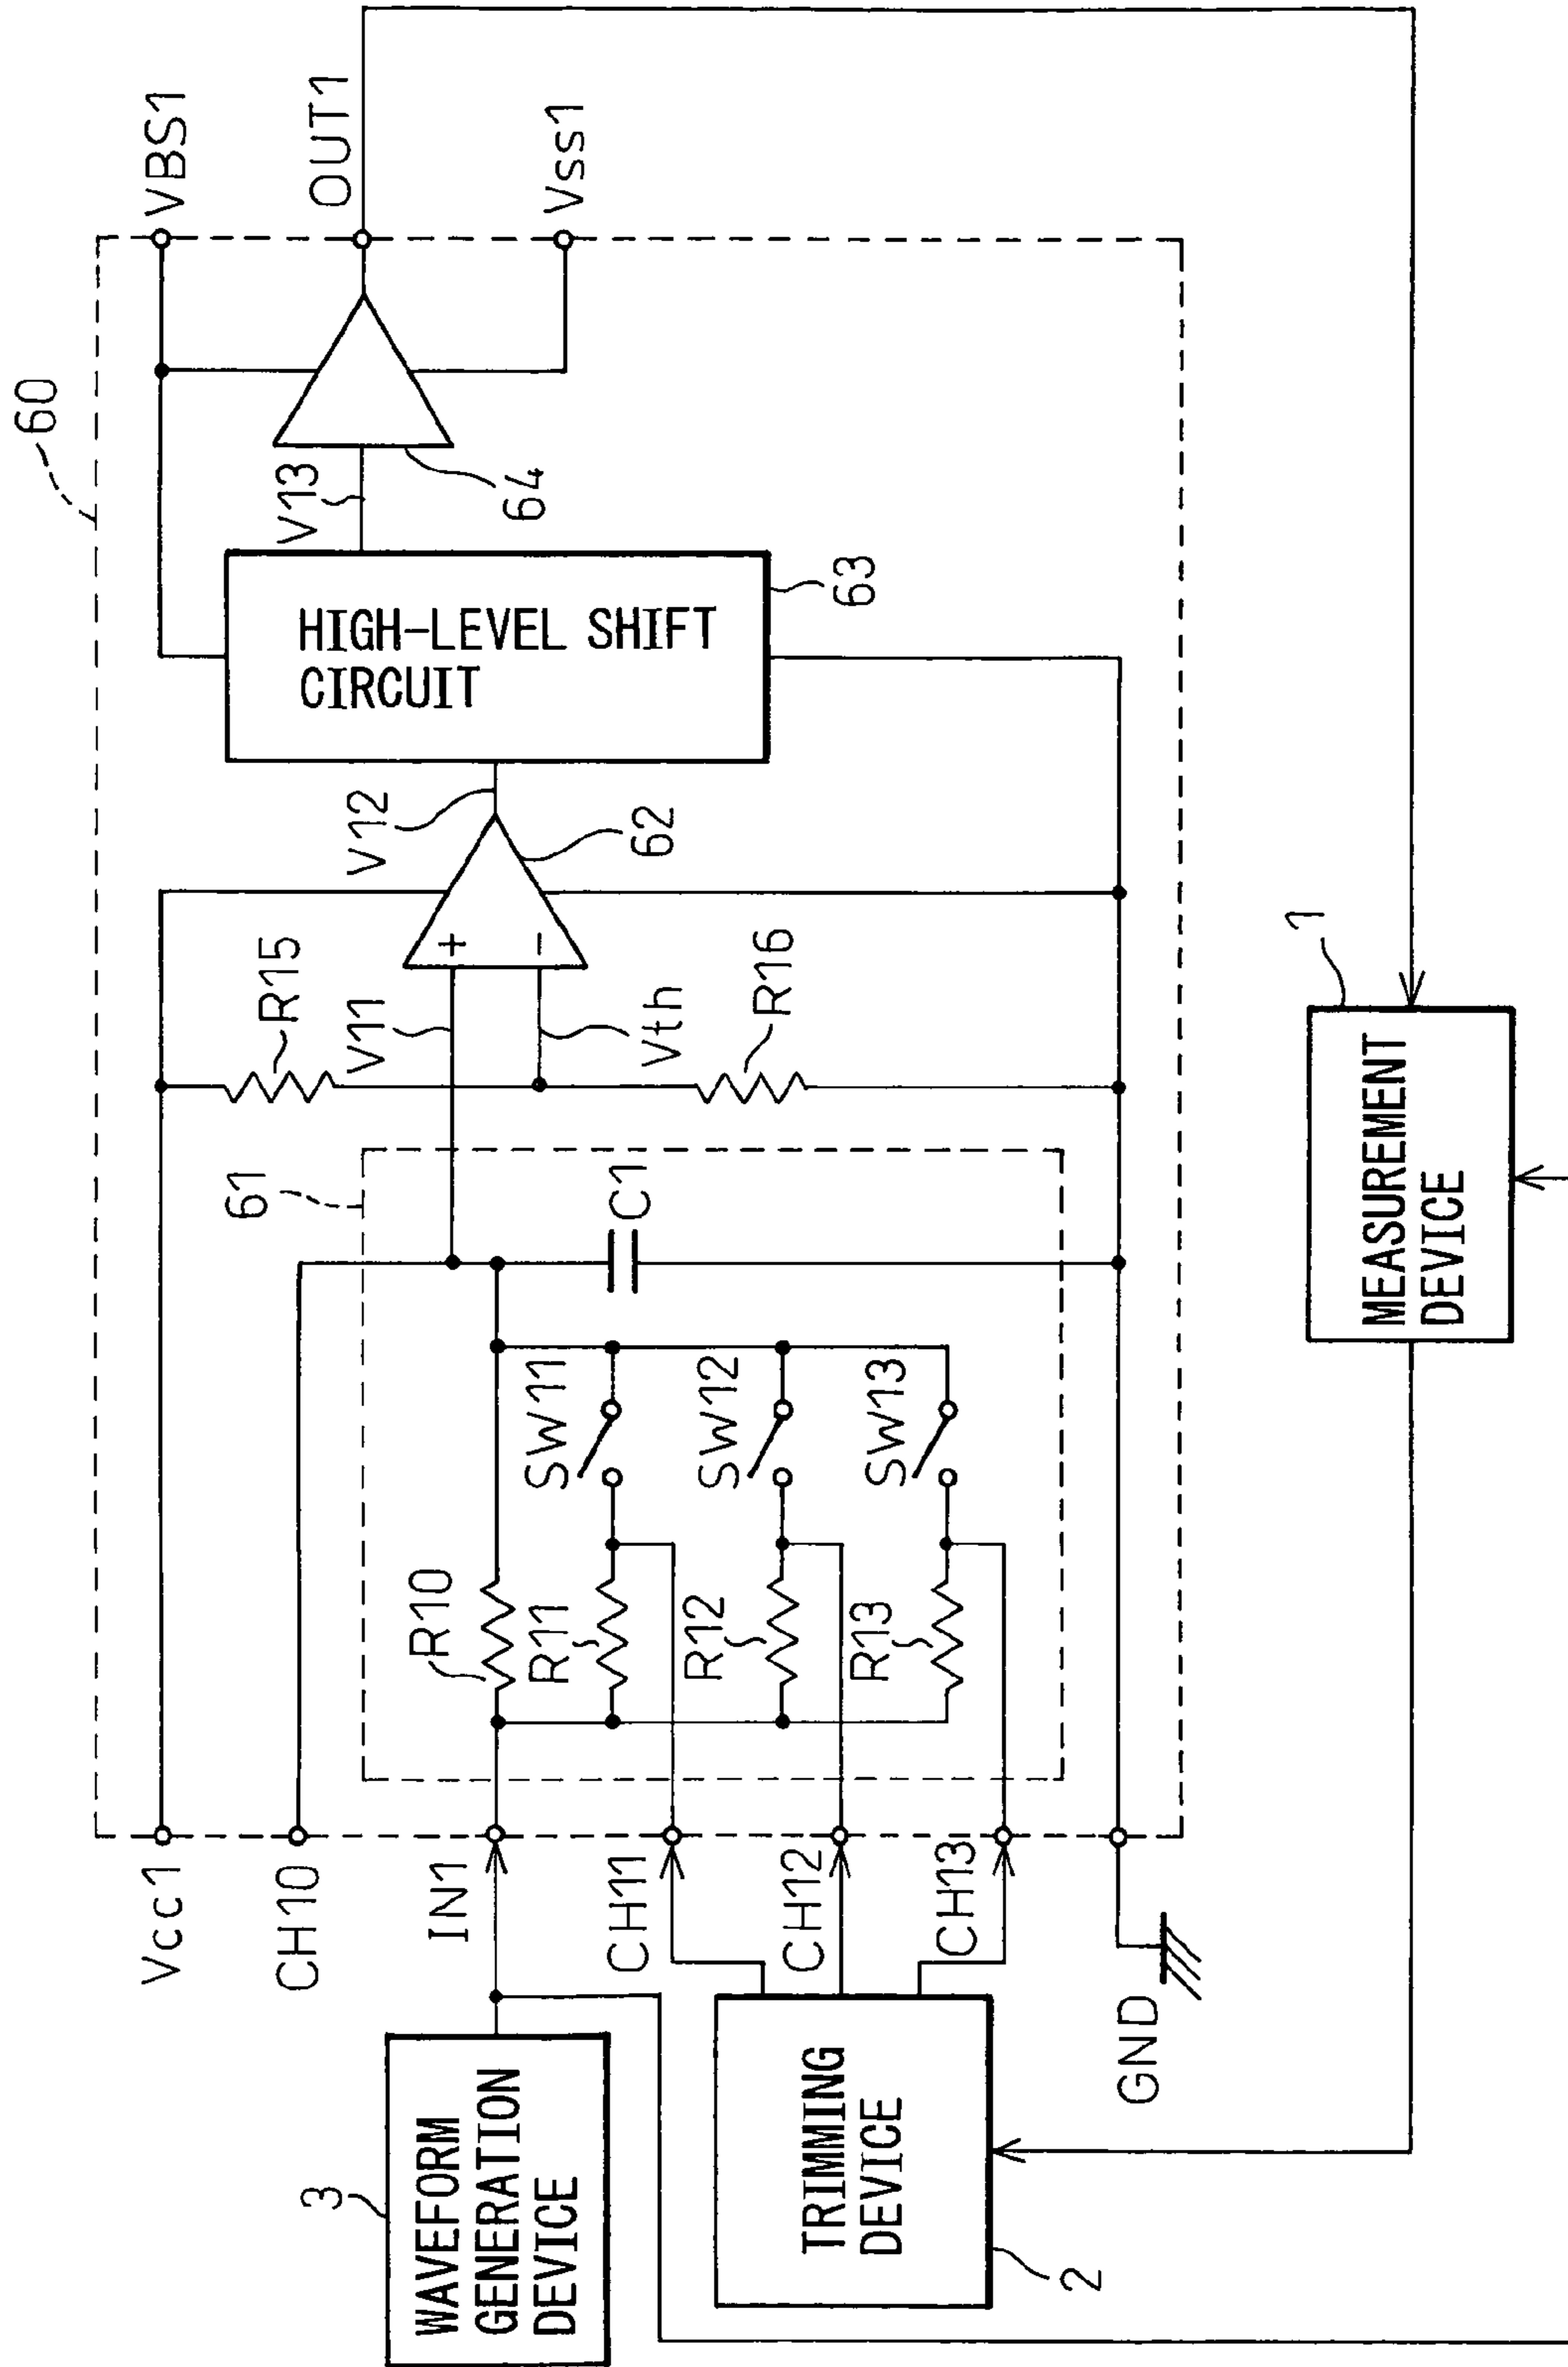 60
VBS1
OUT1
Vss1
V13
64
HIGH-LEVEL SHIFT
CIRCUIT
63
V12
62
+
−
R15
V11
Vth
R16
61
C1
R10
R11
R12
R13
SW11
SW12
SW13
Vcc1
CH10
IN1
CH11
CH12
CH13
GND
3
WAVEFORM
GENERATION
DEVICE
TRIMMING
DEVICE
2
1
MEASUREMENT
DEVICE